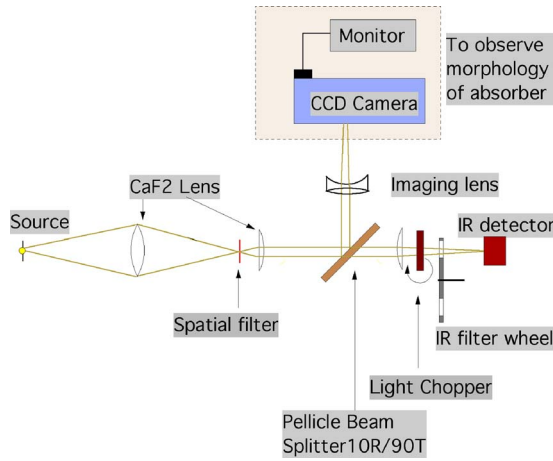 Monitor
To observe
morphology
of absorber
CCD Camera
CaF2 Lens
Imaging lens
Source
IR detector
Spatial filter
IR filter wheel
Light Chopper
Pellicle Beam
Splitter10R/90T